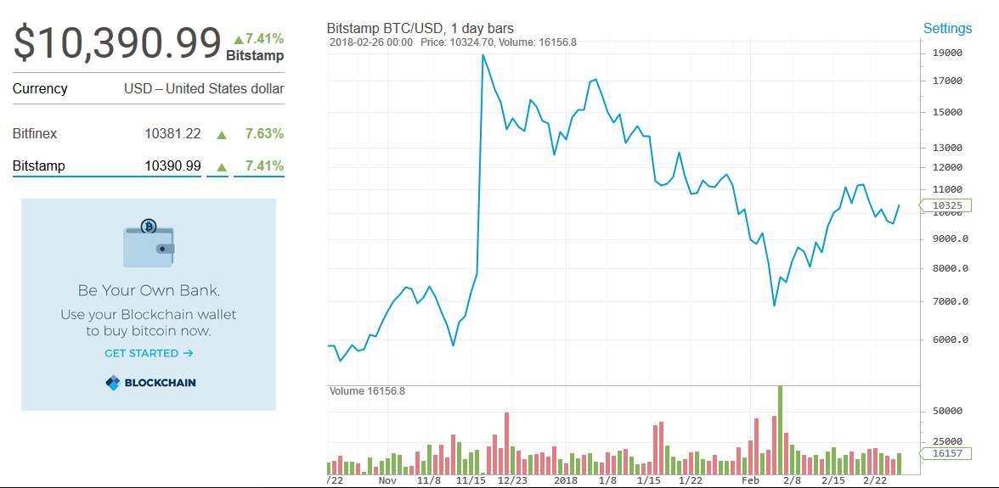 $10,390.99 ▲7.41%
Bitstamp
Currency USD – United States dollar
Bitfinex 10381.22 ▲ 7.63%
Bitstamp 10390.99 ▲ 7.41%
Be Your Own Bank.
Use your Blockchain wallet
to buy bitcoin now.
GET STARTED →
BLOCKCHAIN
Bitstamp BTC/USD, 1 day bars
Settings
2018-02-26 00:00 Price: 10324.70, Volume: 16156.8
19000
17000
15000
13000
12000
11000
10325
10000.0
9000.0
8000.0
7000.0
6000.0
Volume 16156.8
50000
25000
16157
/22 Nov 11/8 11/15 12/23 2018 1/8 1/15 1/22 Feb 2/8 2/15 2/22